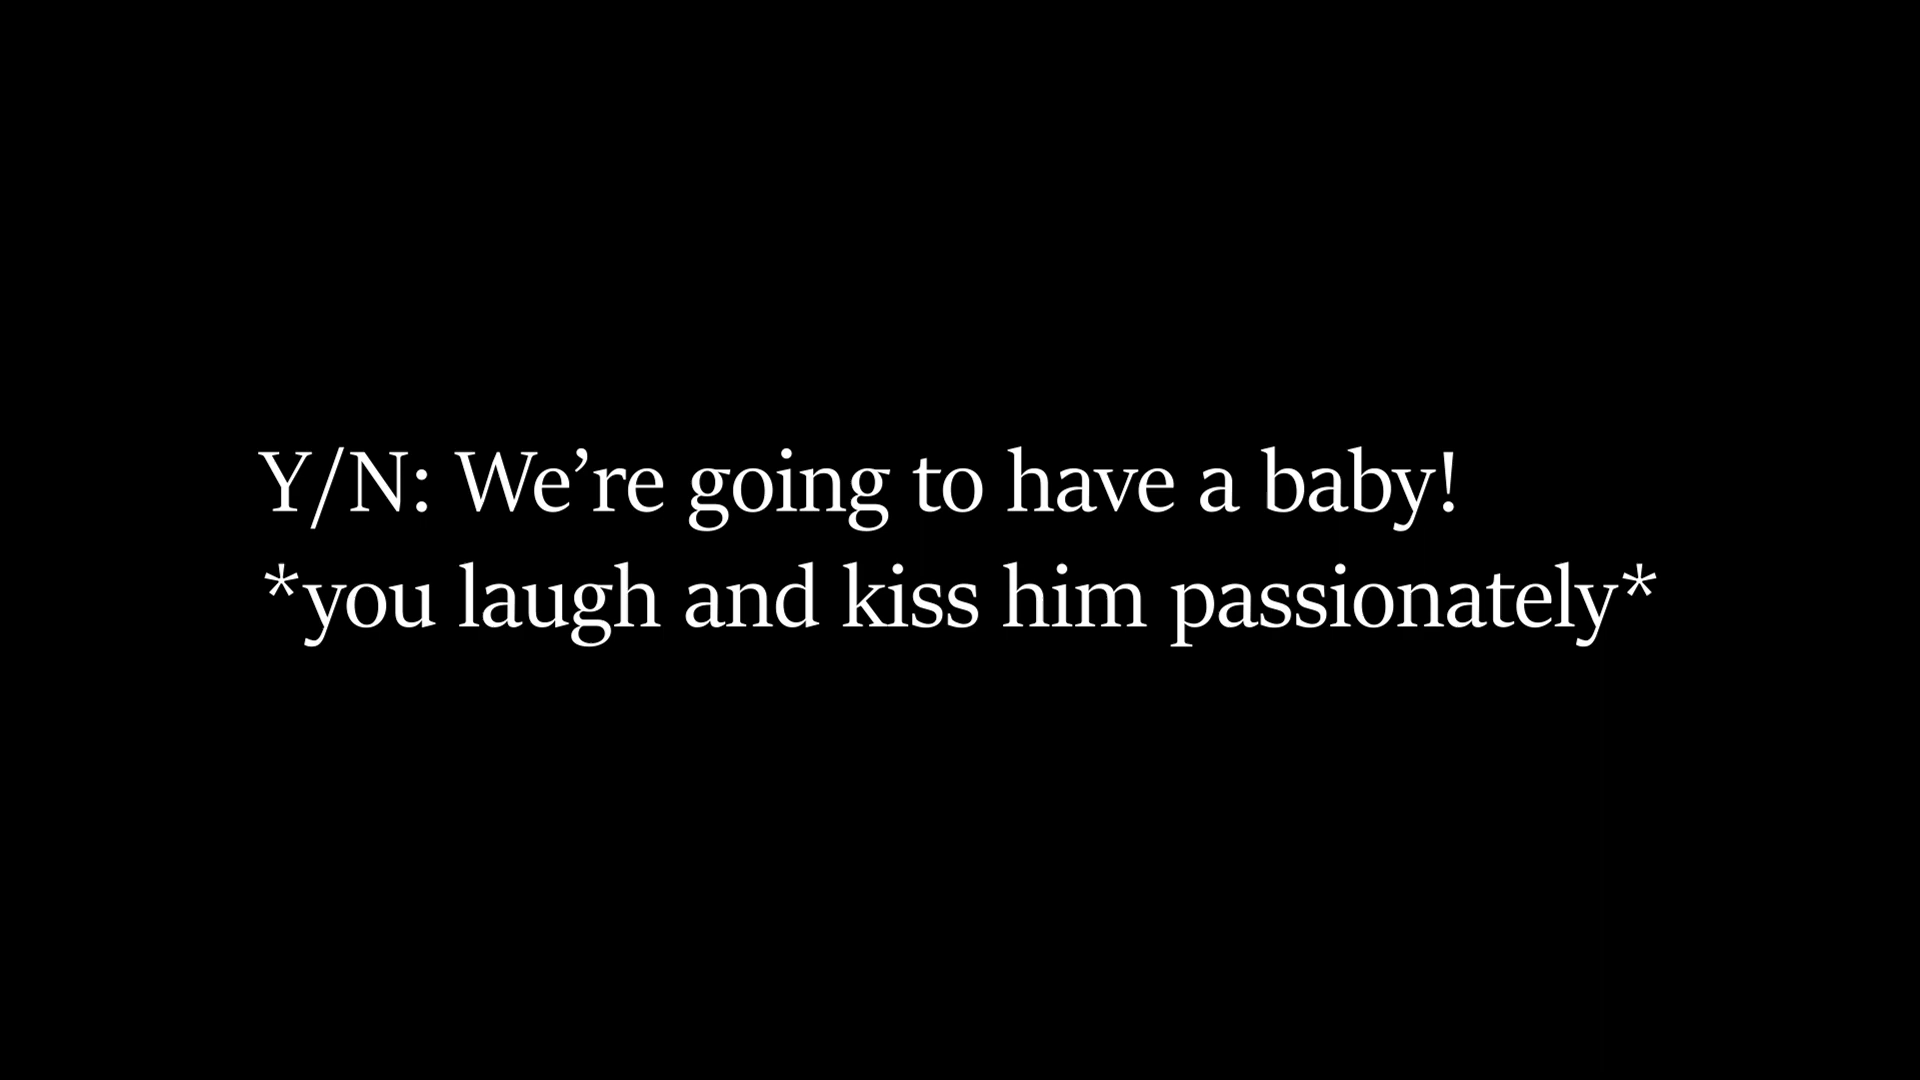 Y/N: We’re going to have a baby!
*you laugh and kiss him passionately*